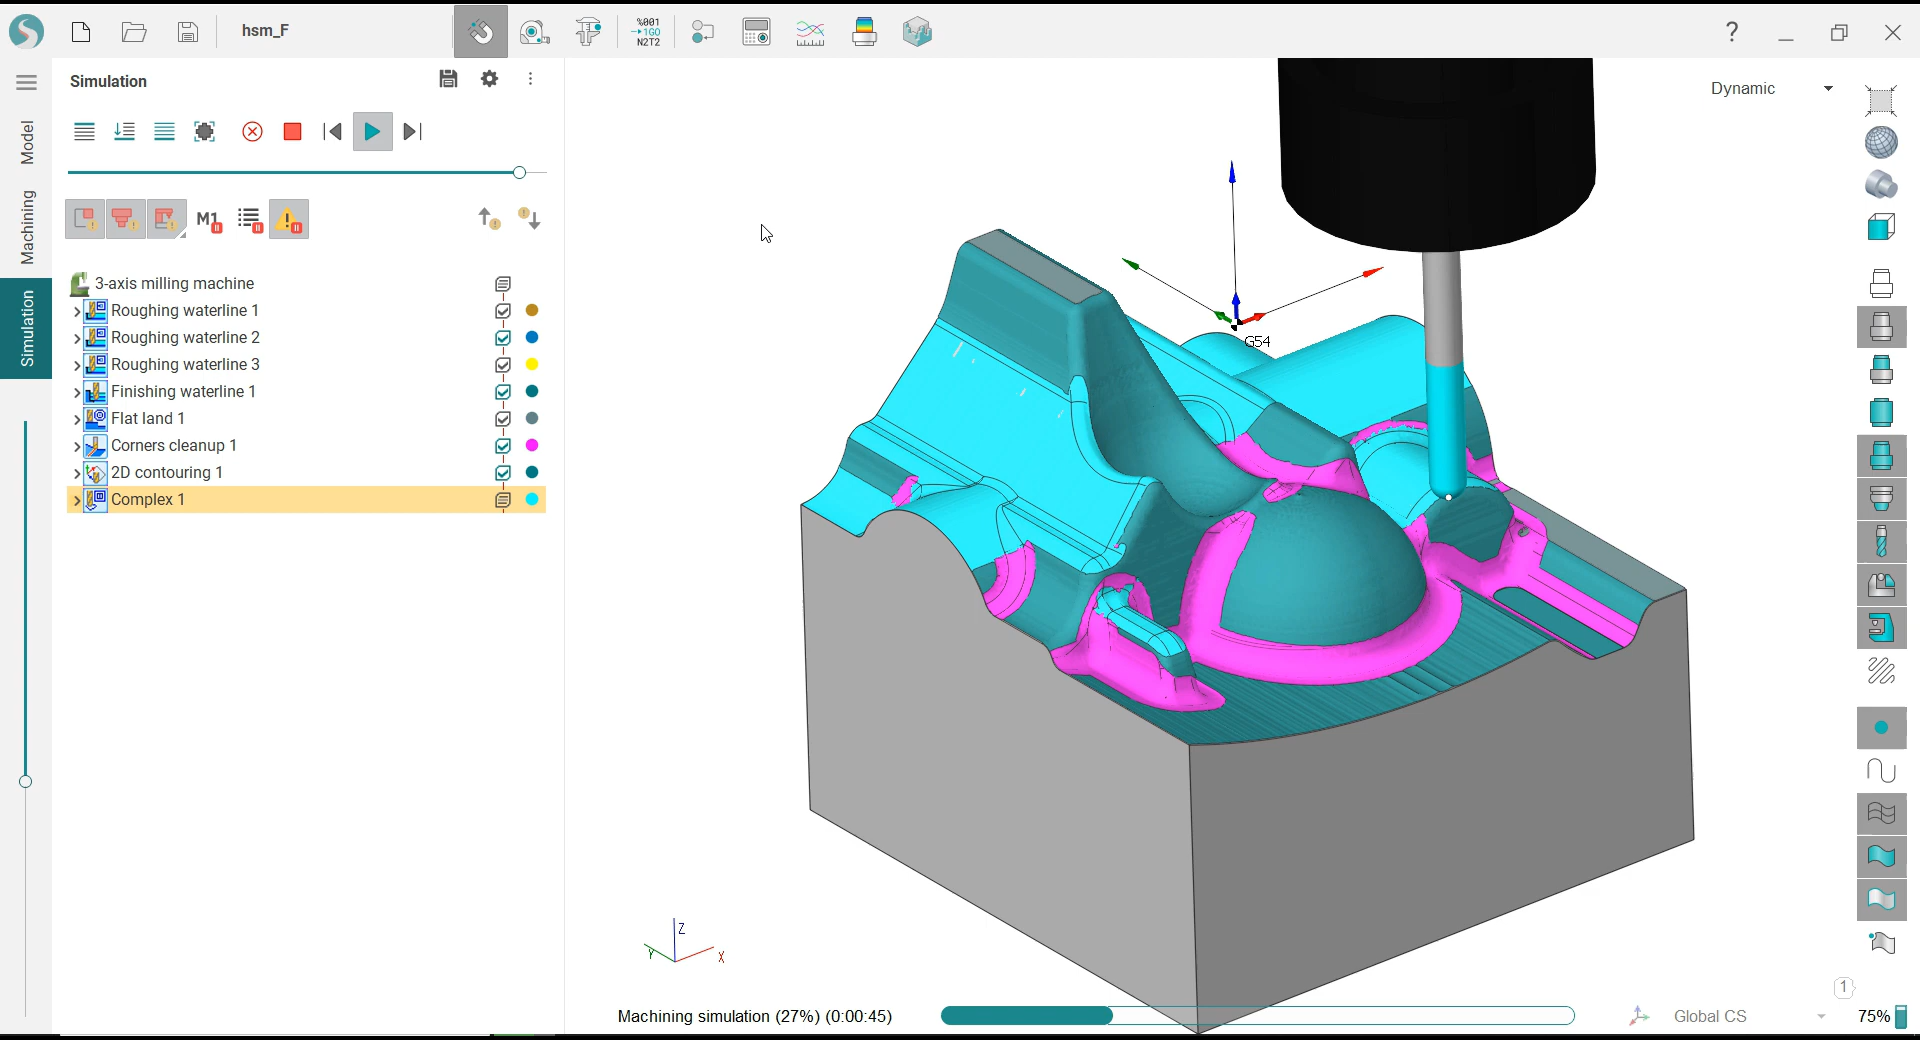 hsm_F
%001
1G0
N2T2
?
Simulation
Dynamic
Model
Machining
Simulation
M1
3-axis milling machine
Roughing waterline 1
Roughing waterline 2
Roughing waterline 3
Finishing waterline 1
Flat land 1
Corners cleanup 1
2D contouring 1
Complex 1
G54
Z
Y
X
1
Machining simulation (27%) (0:00:45)
Global CS
75%